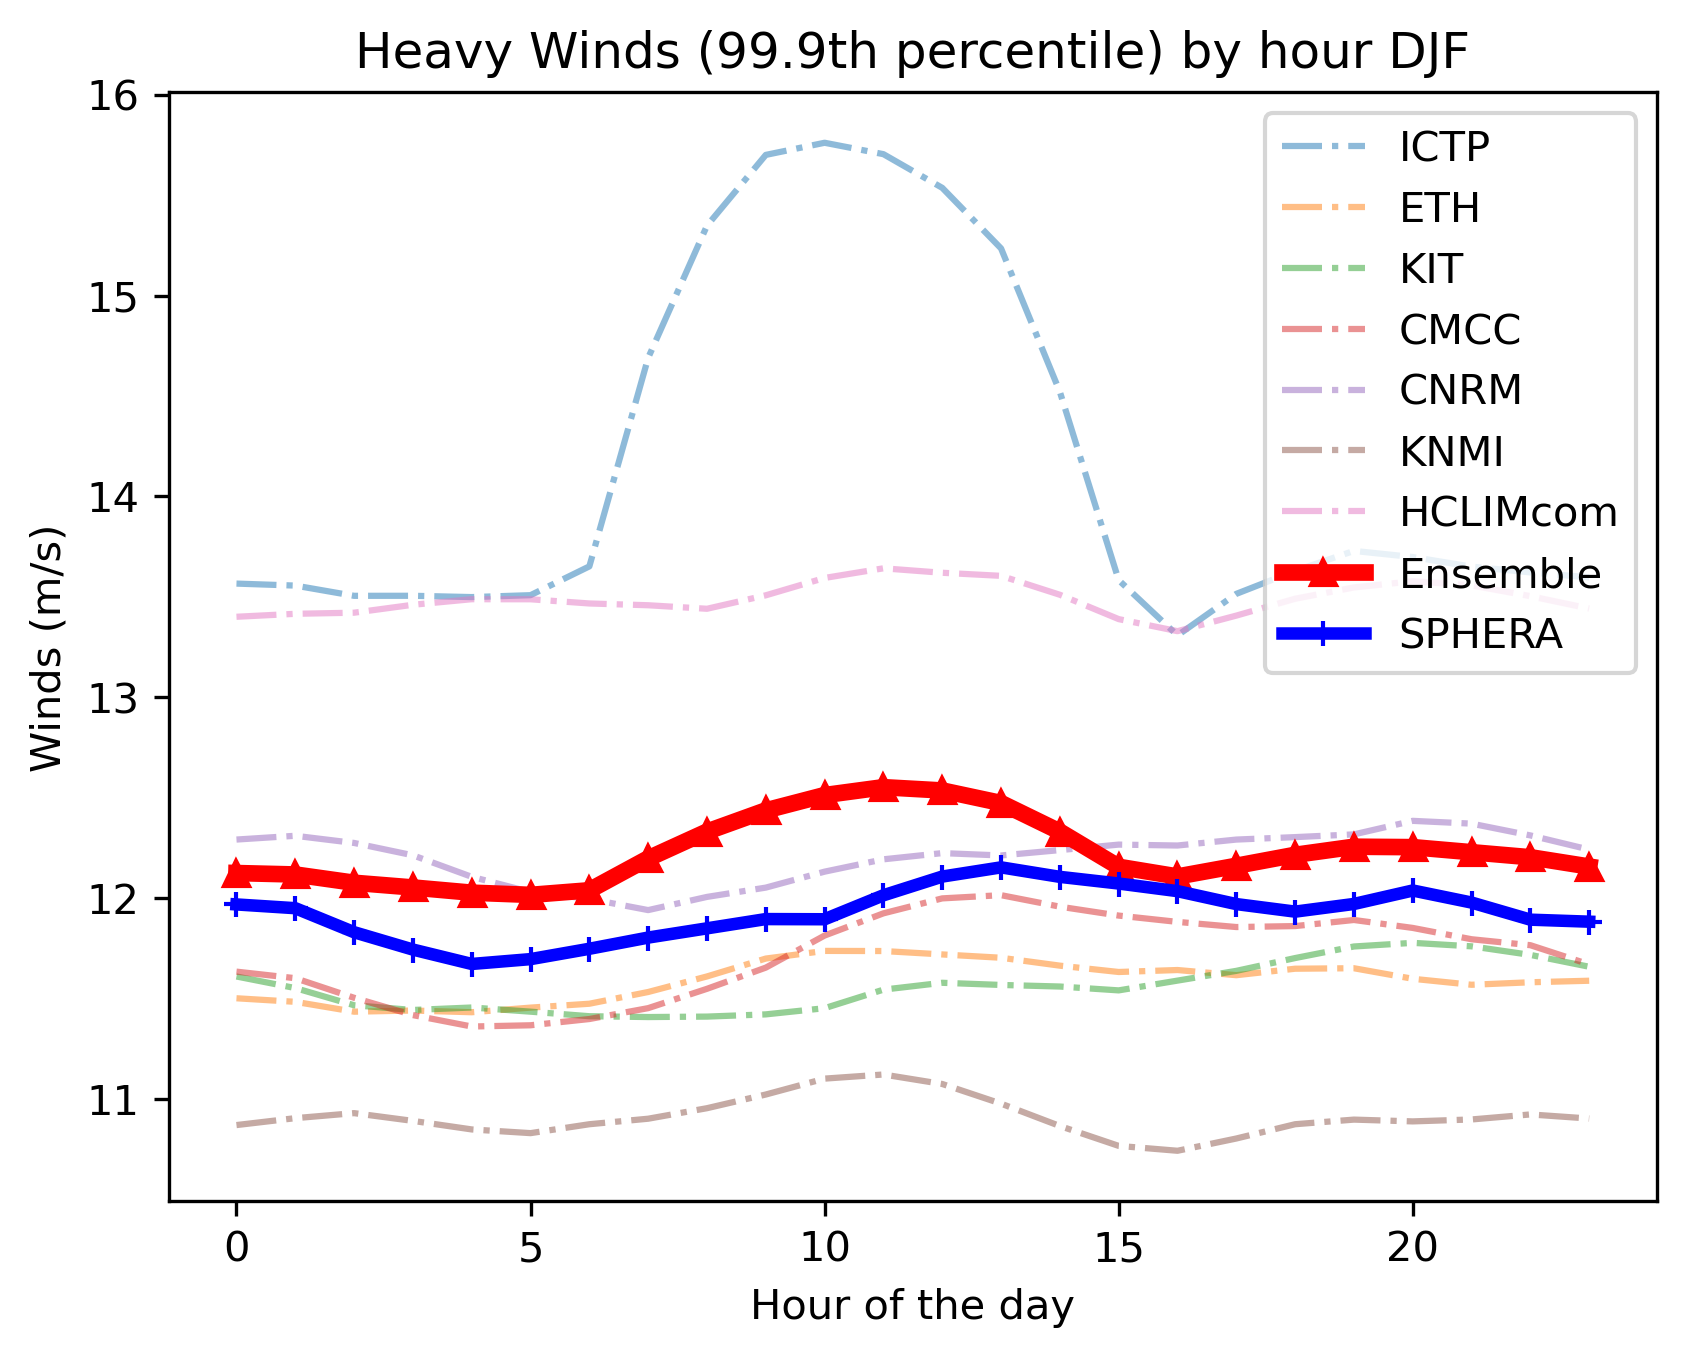 Heavy Winds (99.9th percentile) by hour DJF
16
15
14
13
12
11
Winds (m/s)
ICTP
ETH
KIT
CMCC
CNRM
KNMI
HCLIMcom
Ensemble
SPHERA
0 5 10 15 20
Hour of the day